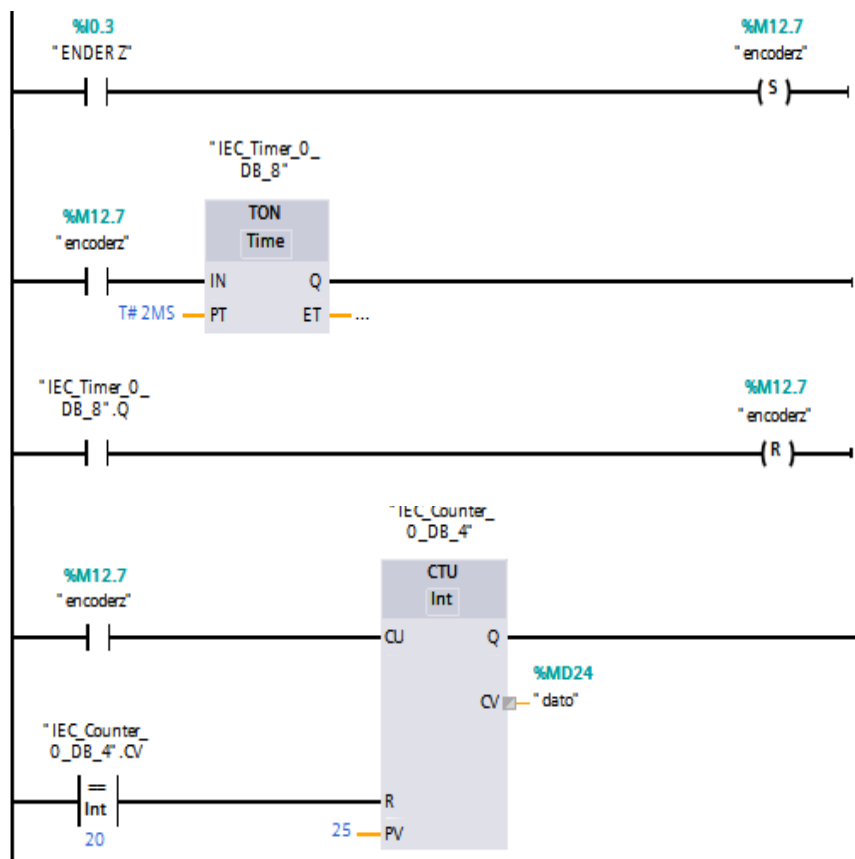 %I0.3
"ENDER Z"
%M12.7
"encoderz"
S
"IEC_Timer_0_
DB_8"
TON
Time
%M12.7
"encoderz"
IN Q
T# 2MS PT ET ...
"IEC_Timer_0_
DB_8".Q
%M12.7
"encoderz"
R
"IEC_Counter_
0_DB_4"
CTU
Int
%M12.7
"encoderz"
CU Q
%MD24
CV "dato"
"IEC_Counter_
0_DB_4".CV
==
Int
20
R
25 PV